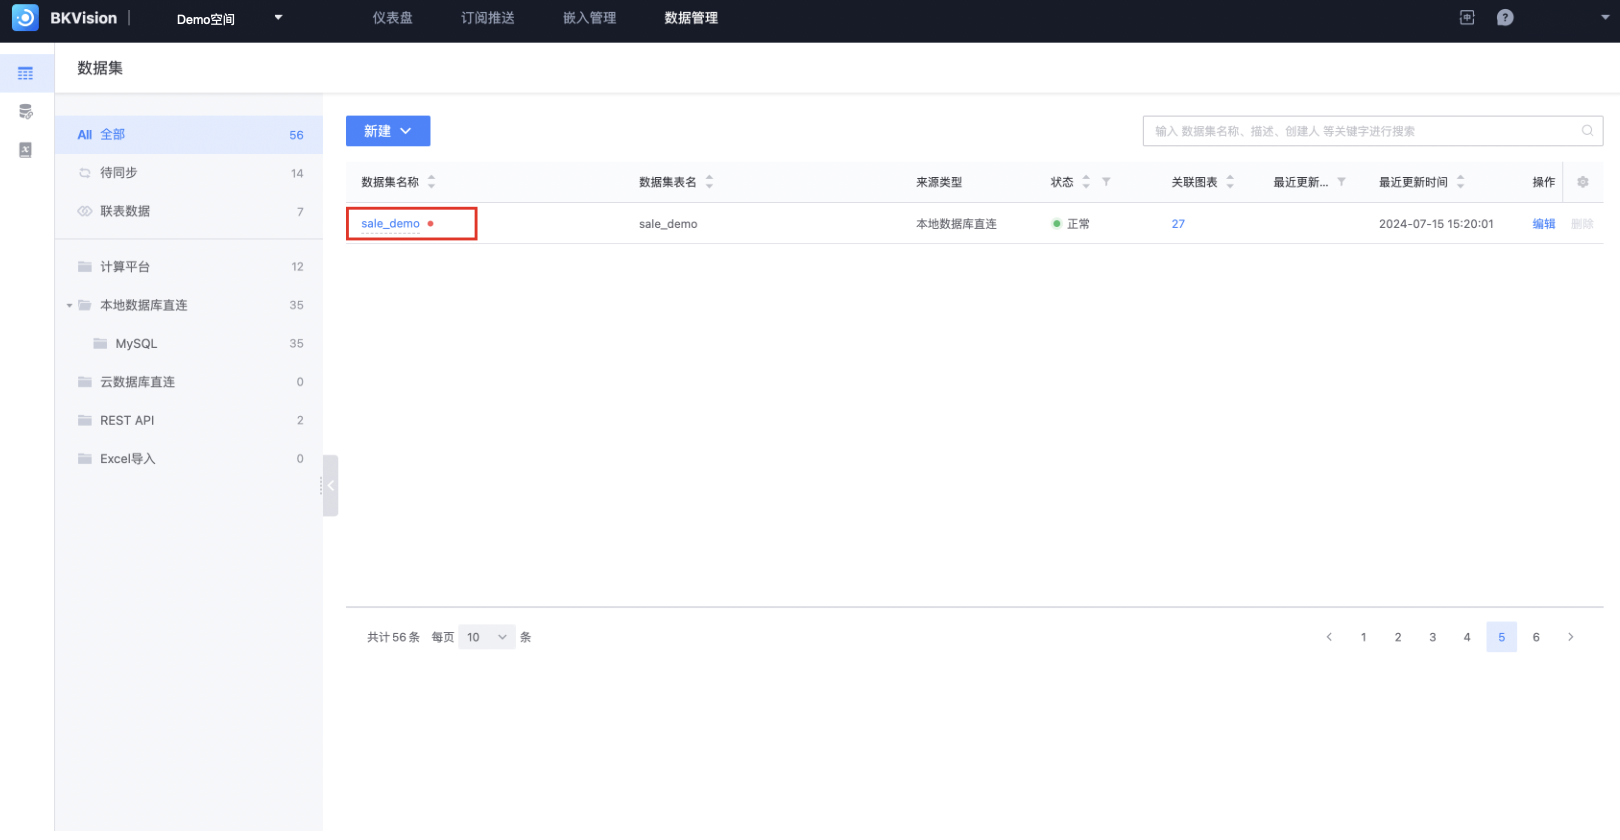 BKVision
Demo空间
仪表盘
订阅推送
嵌入管理
数据管理
数据集
All 全部 56
待同步 14
联表数据 7
计算平台 12
本地数据库直连 35
MySQL 35
云数据库直连 0
REST API 2
Excel导入 0
新建
输入 数据集名称、描述、创建人 等关键字进行搜索
数据集名称 数据集表名 来源类型 状态 关联图表 最近更新... 最近更新时间 操作
sale_demo sale_demo 本地数据库直连 正常 27 2024-07-15 15:20:01 编辑 删除
共计 56 条 每页 10 条
1 2 3 4 5 6